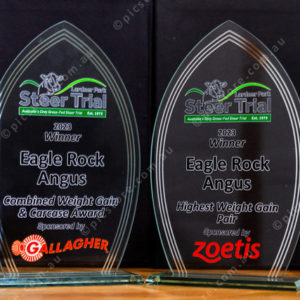 Lardner Park
Steer Trial
Australia's Only Grass Fed Steer Trial Est. 1973
2023
Winner
Eagle Rock
Angus
Combined Weight Gain
& Carcase Award
Sponsored by
GALLAGHER
Lardner Park
Steer Trial
Australia's Only Grass Fed Steer Trial Est. 1973
2023
Winner
Eagle Rock
Angus
Highest Weight Gain
Pair
Sponsored by
zoetis